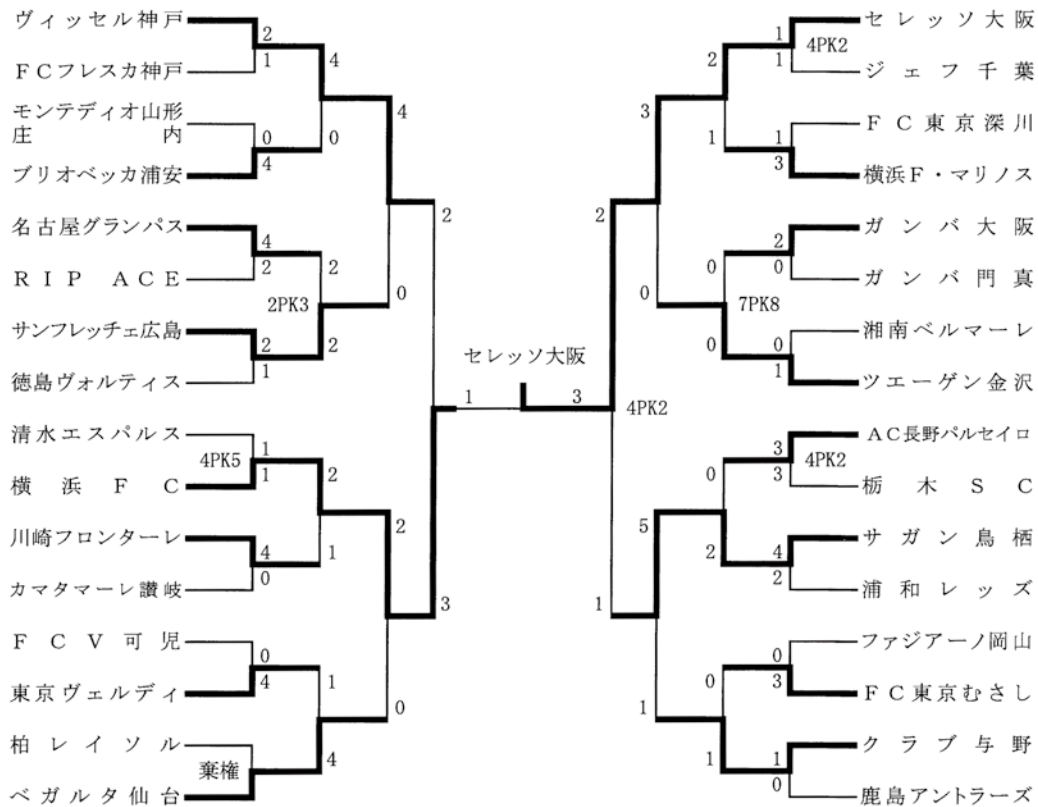 ヴィッセル神戸
2
1
FCフレスカ神戸
4
モンテディオ山形
庄内
0
4
0
ブリオベッカ浦安
4
名古屋グランパス
4
2
RIP ACE
2
2PK3
サンフレッチェ広島
2
1
2
徳島ヴォルティス
0
2
清水エスパルス
1
4PK5
1
横浜FC
2
川崎フロンターレ
4
0
1
カマタマーレ讃岐
2
FCV可児
0
4
東京ヴェルディ
1
柏レイソル
棄権
4
ベガルタ仙台
0
3
セレッソ大阪
1
3
4PK2
セレッソ大阪
1
4PK2
1
ジェフ千葉
2
FC東京深川
1
3
1
横浜F・マリノス
3
ガンバ大阪
2
0
ガンバ門真
0
7PK8
湘南ベルマーレ
0
1
0
ツエーゲン金沢
0
2
AC長野パルセイロ
3
4PK2
3
栃木SC
0
サガン鳥栖
4
2
2
浦和レッズ
5
ファジアーノ岡山
0
3
0
FC東京むさし
クラブ与野
1
0
1
鹿島アントラーズ
1
1